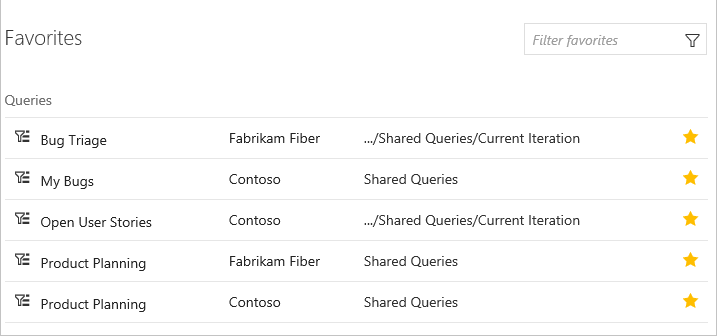 Favorites
Filter favorites
Queries
Bug Triage Fabrikam Fiber .../Shared Queries/Current Iteration
My Bugs Contoso Shared Queries
Open User Stories Contoso .../Shared Queries/Current Iteration
Product Planning Fabrikam Fiber Shared Queries
Product Planning Contoso Shared Queries